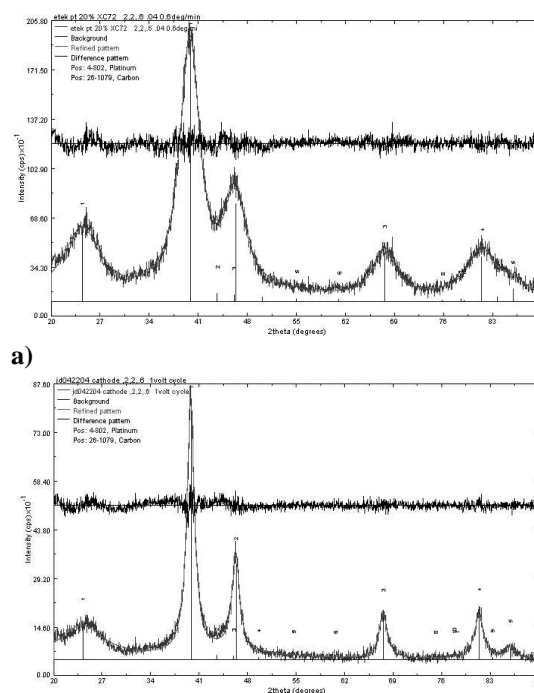 etek pt 20% XC72 2,2,.6 .04 0.6deg/min
etek pt 20% XC72 2,2,.6 .04 0.6deg/mi
Background
Refined pattern
Difference pattern
Pos: 4-802, Platinum
Pos: 26-1079, Carbon
Intensity (cps)×10⁻¹
205.80
171.50
137.20
102.90
68.60
34.30
0.00
20 27 34 41 48 55 62 69 76 83
2theta (degrees)
a)
jd042204 cathode ,2,2,.6 1volt cycle
jd042204 cathode ,2,2,.6 1volt cycle
Background
Refined pattern
Difference pattern
Pos: 4-802, Platinum
Pos: 26-1079, Carbon
Intensity (cps)×10⁻¹
87.60
73.00
58.40
43.80
29.20
14.60
0.00
20 27 34 41 48 55 62 69 76 83
2theta (degrees)